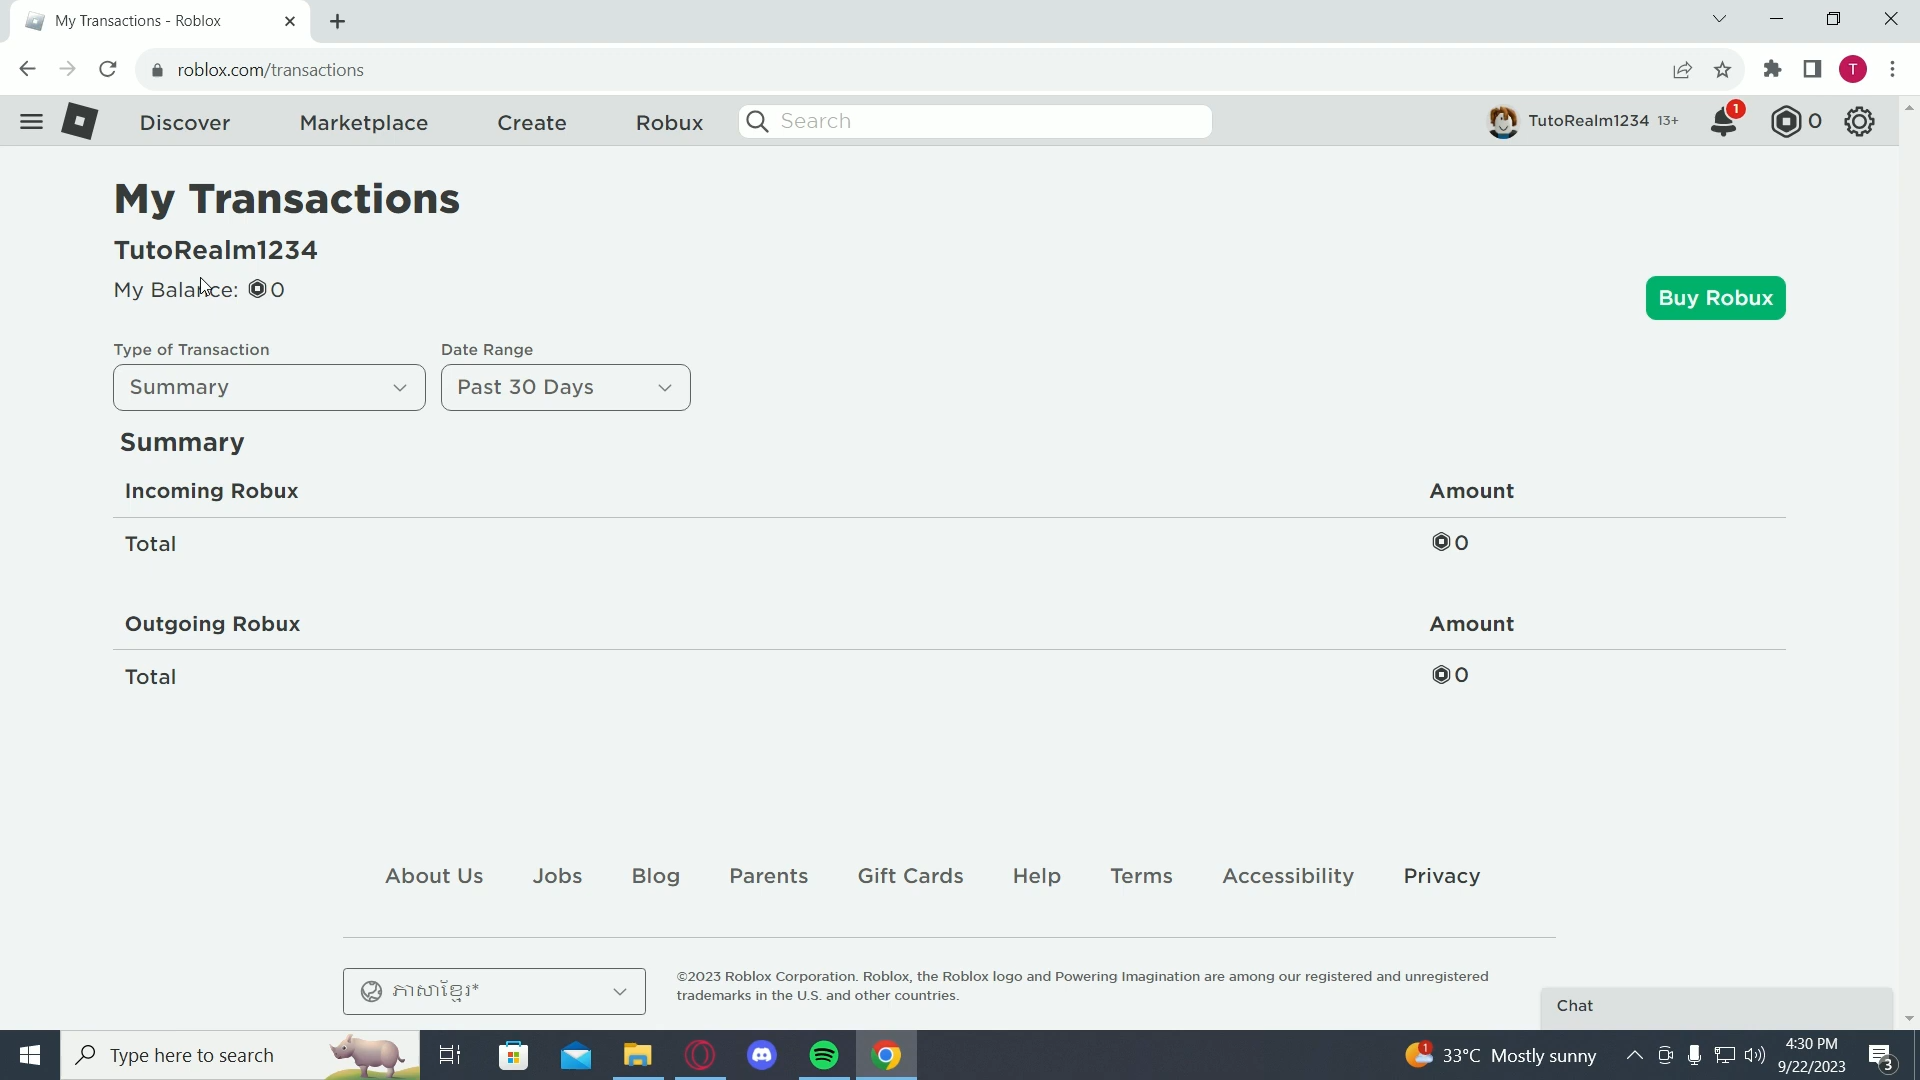 My Transactions - Roblox
roblox.com/transactions
T
Discover
Marketplace
Create
Robux
Search
TutoRealm1234 13+
1
0
My Transactions
TutoRealm1234
My Balance: 0
Buy Robux
Type of Transaction
Date Range
Summary
Past 30 Days
Summary
Incoming Robux
Amount
Total
0
Outgoing Robux
Amount
Total
0
About Us
Jobs
Blog
Parents
Gift Cards
Help
Terms
Accessibility
Privacy
ភាសាខ្មែរ*
©2023 Roblox Corporation. Roblox, the Roblox logo and Powering Imagination are among our registered and unregistered
trademarks in the U.S. and other countries.
Chat
Type here to search
1
33°C Mostly sunny
4:30 PM
9/22/2023
3